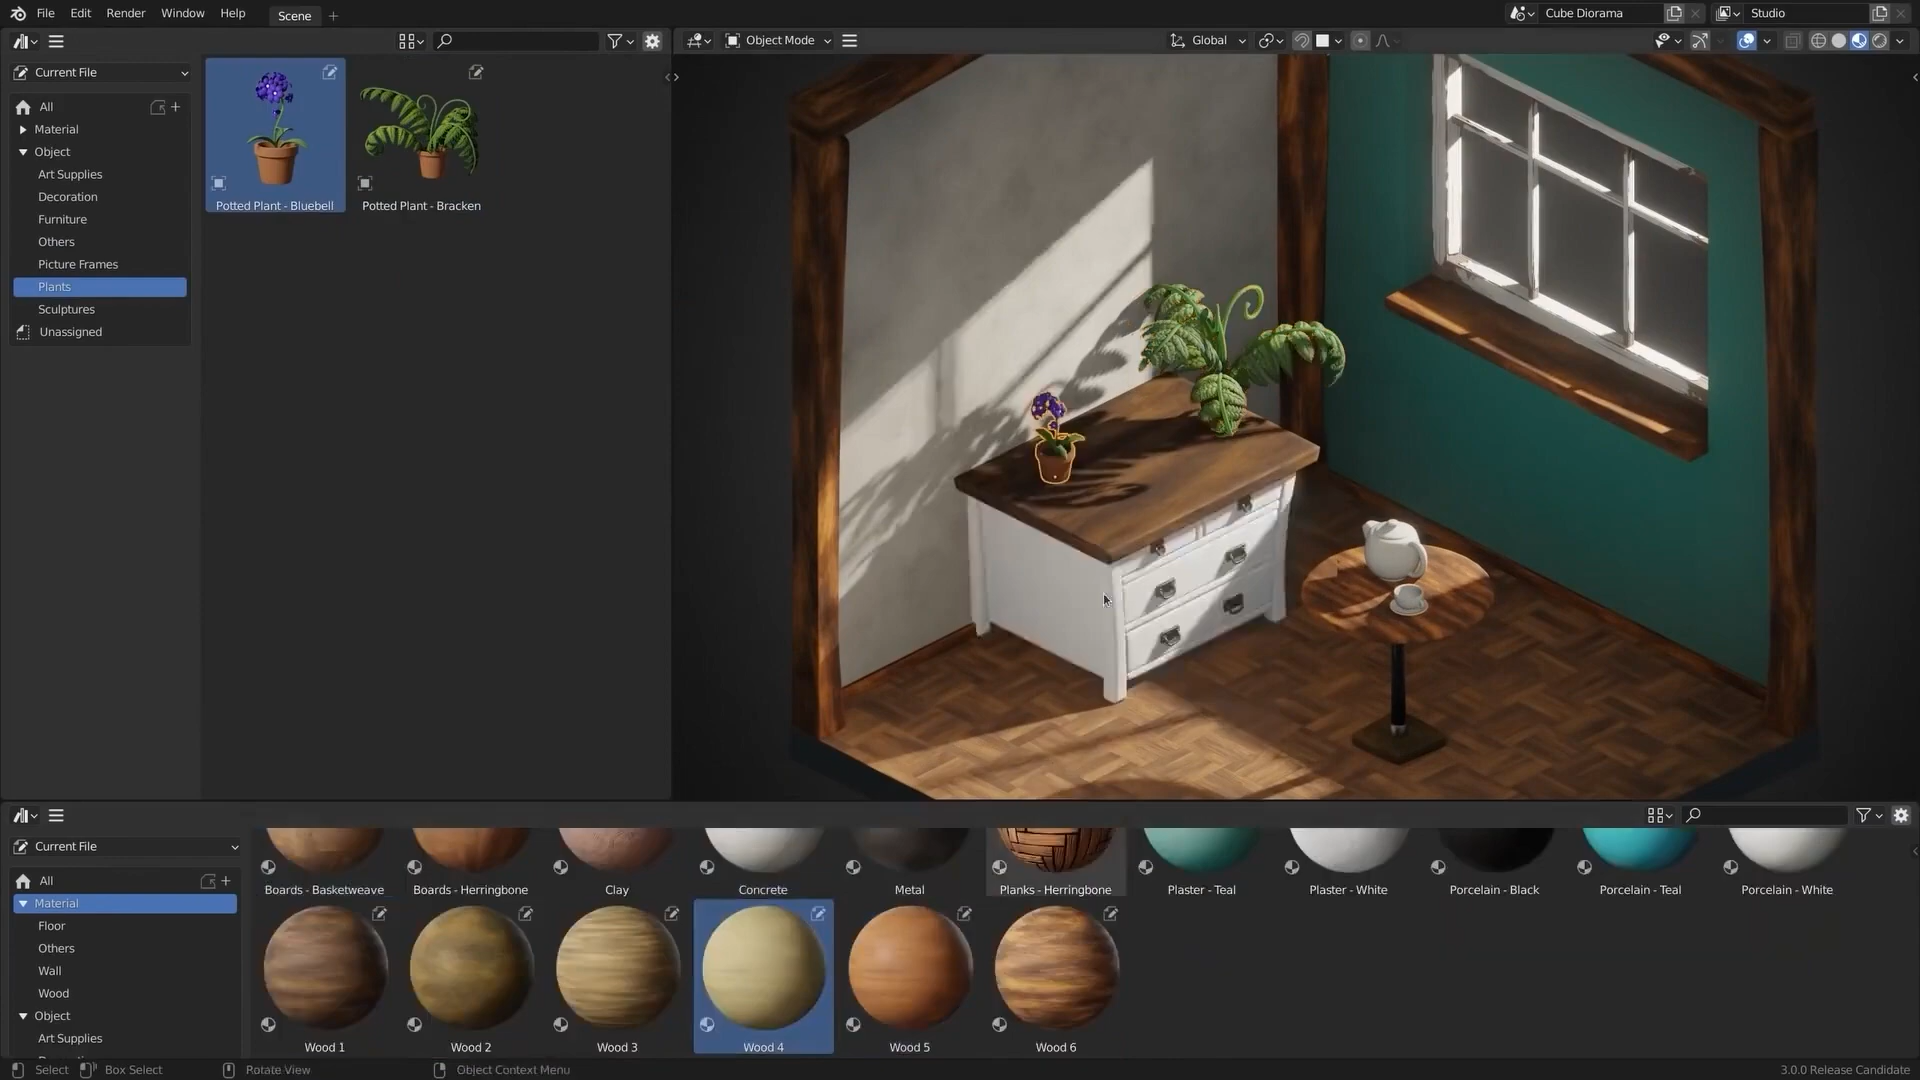 File Edit Render Window Help Scene Cube Diorama Studio
Object Mode Global
Current File
All
Material
Object
Art Supplies
Decoration
Furniture
Others
Picture Frames
Plants
Sculptures
Unassigned
Potted Plant - Bluebell
Potted Plant - Bracken
Current File
All
Material
Floor
Others
Wall
Wood
Object
Art Supplies
Boards - Basketweave Boards - Herringbone Clay Concrete Metal Planks - Herringbone Plaster - Teal Plaster - White Porcelain - Black Porcelain - Teal Porcelain - White
Wood 1 Wood 2 Wood 3 Wood 4 Wood 5 Wood 6
Select Box Select Rotate View Object Context Menu 3.0.0 Release Candidate